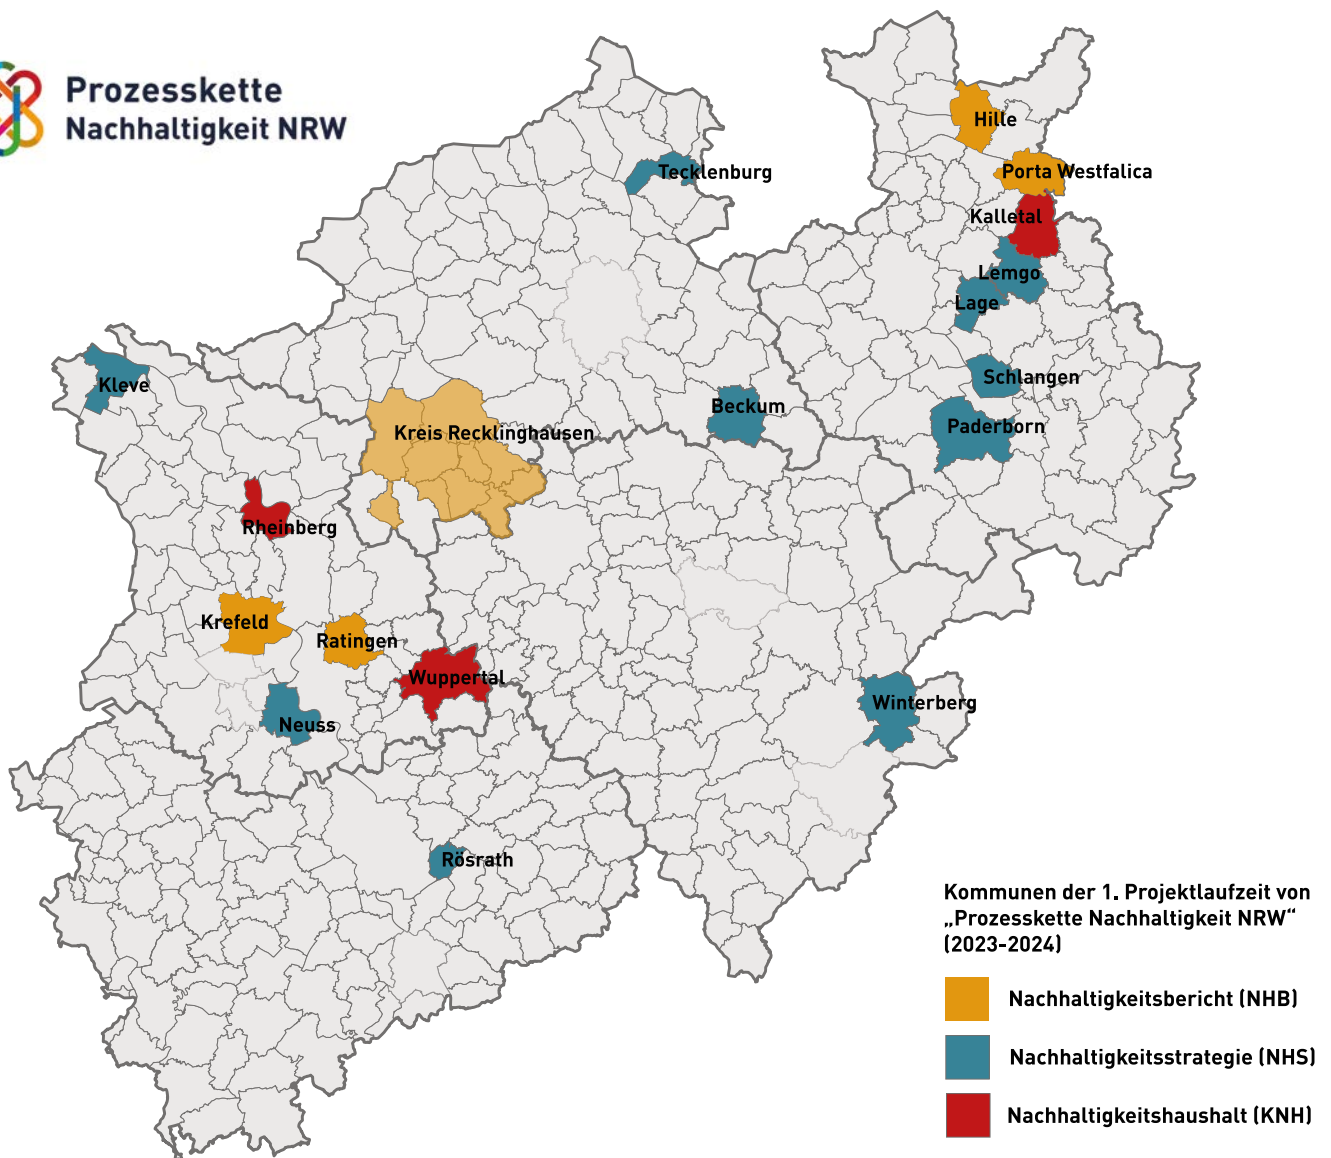 Prozesskette
Nachhaltigkeit NRW
Hille
Tecklenburg
Porta Westfalica
Kalletal
Lemgo
Lage
Kleve
Schlangen
Beckum
Paderborn
Kreis Recklinghausen
Rheinberg
Krefeld
Ratingen
Wuppertal
Winterberg
Neuss
Rösrath
Kommunen der 1. Projektlaufzeit von
„Prozesskette Nachhaltigkeit NRW“
(2023-2024)
Nachhaltigkeitsbericht (NHB)
Nachhaltigkeitsstrategie (NHS)
Nachhaltigkeitshaushalt (KNH)